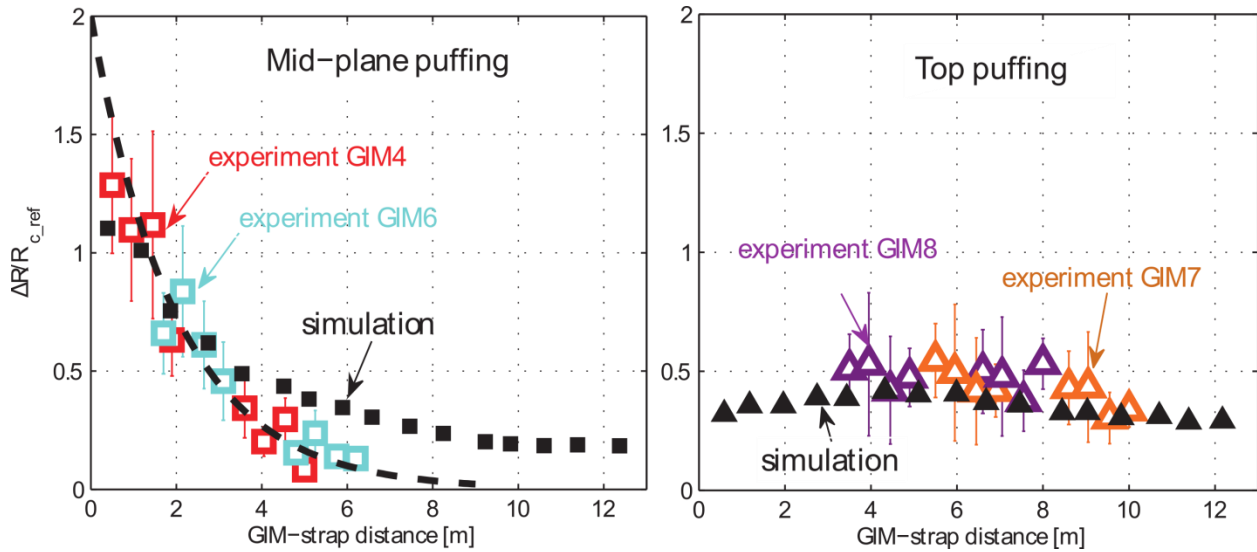 2
1.5
1
0.5
0
ΔR/R_c_ref
Mid-plane puffing
experiment GIM4
experiment GIM6
simulation
0 2 4 6 8 10 12
GIM-strap distance [m]
2
1.5
1
0.5
0
Top puffing
experiment GIM8
experiment GIM7
simulation
0 2 4 6 8 10 12
GIM-strap distance [m]